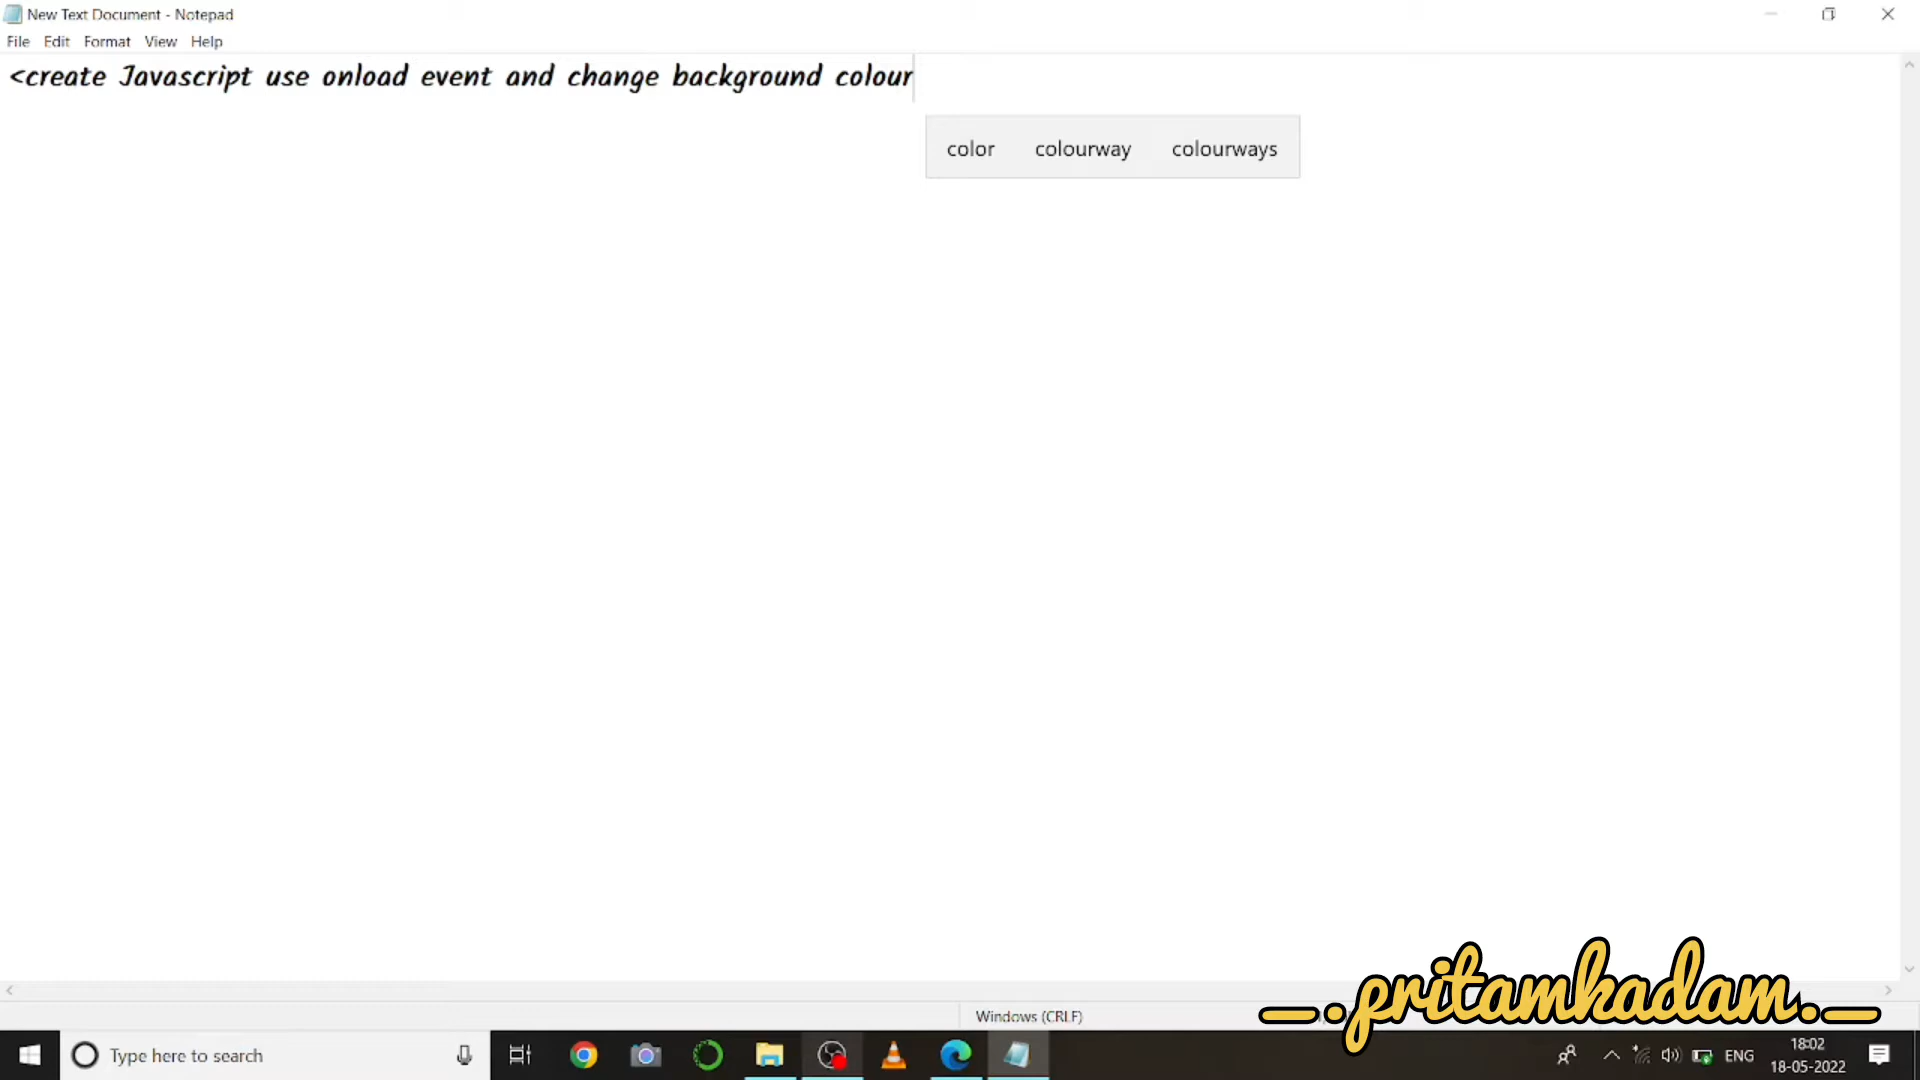 New Text Document - Notepad
File Edit Format View Help
<create Javascript use onload event and change background colour
color colourway colourways
Windows (CRLF)
_.pritamkadam._
Type here to search
ENG
18:02
18-05-2022